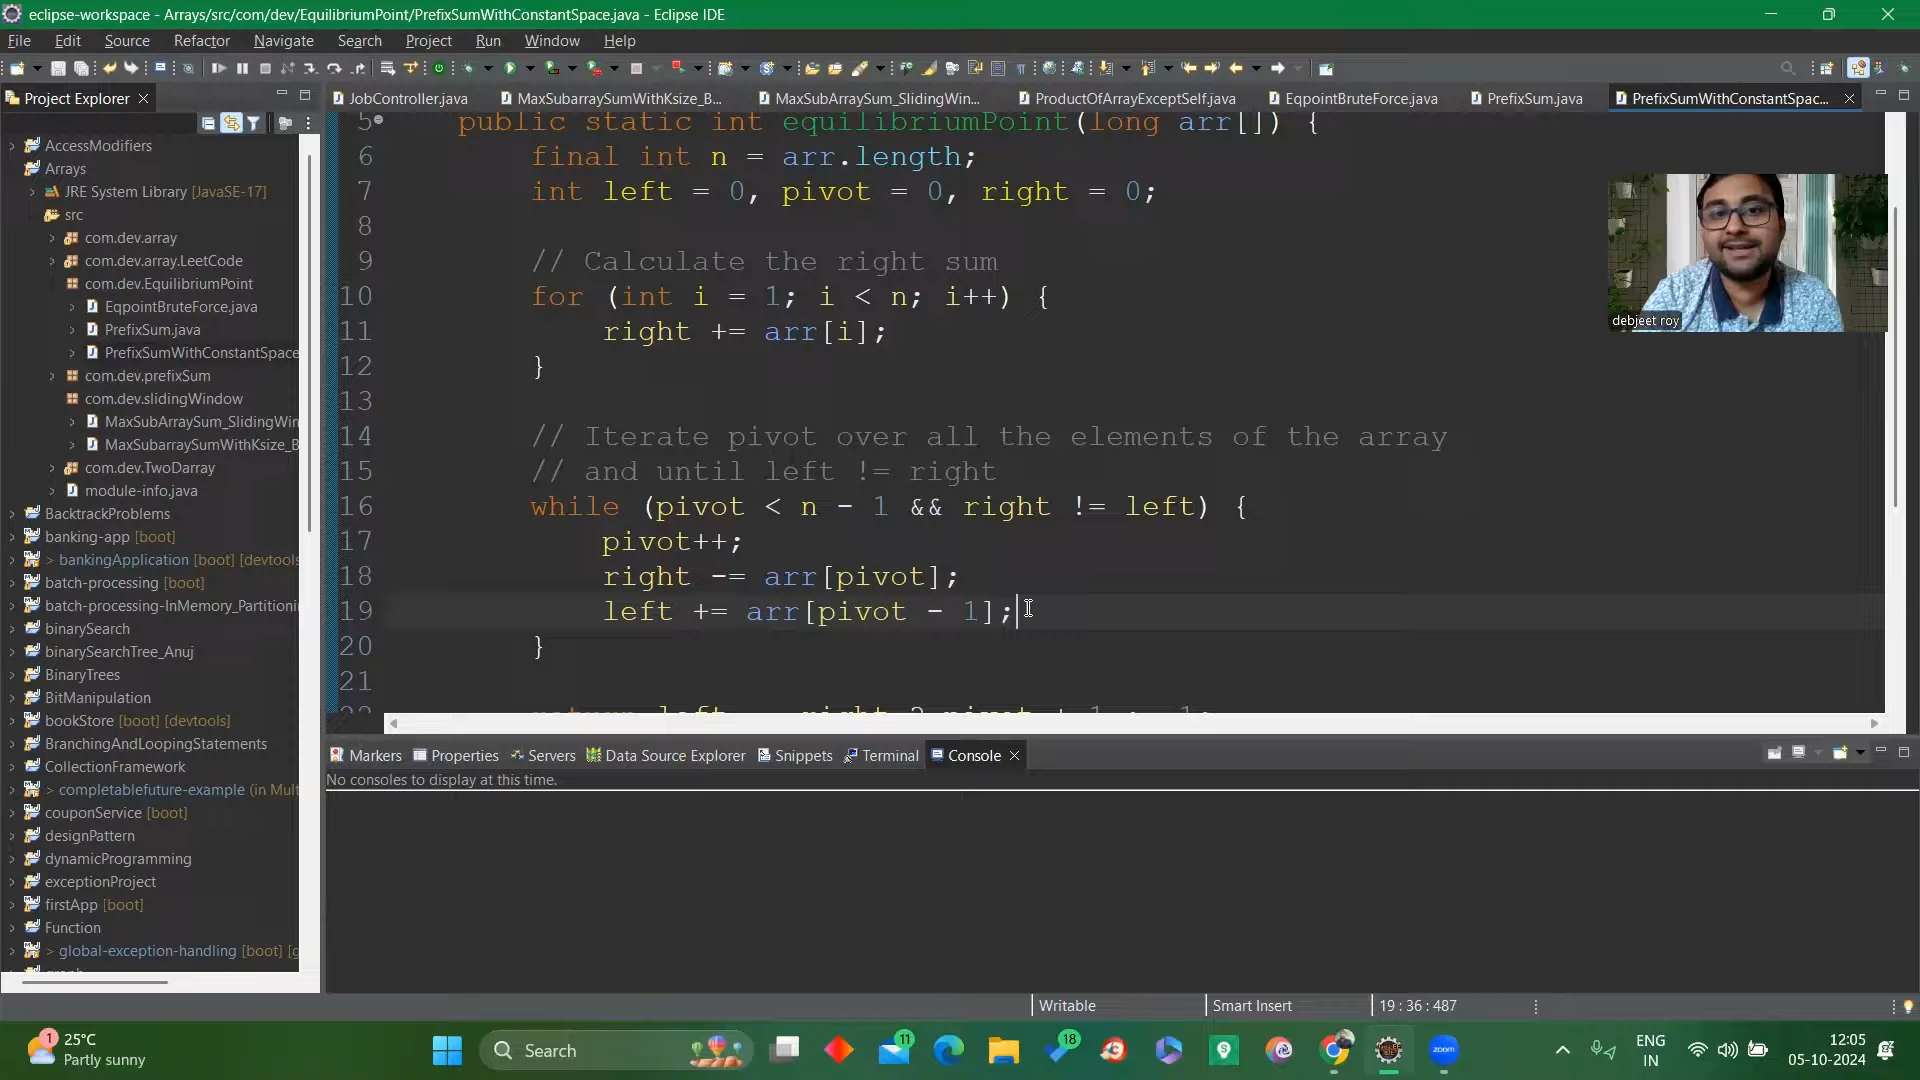 eclipse-workspace - Arrays/src/com/dev/EquilibriumPoint/PrefixSumWithConstantSpace.java - Eclipse IDE
File Edit Source Refactor Navigate Search Project Run Window Help
Project Explorer
JobController.java MaxSubarraySumWithKsize_B... MaxSubArraySum_SlidingWin... ProductOfArrayExceptSelf.java EqpointBruteForce.java PrefixSum.java PrefixSumWithConstantSpac...
AccessModifiers
Arrays
JRE System Library [JavaSE-17]
src
com.dev.array
com.dev.array.LeetCode
com.dev.EquilibriumPoint
EqpointBruteForce.java
PrefixSum.java
PrefixSumWithConstantSpace
com.dev.prefixSum
com.dev.slidingWindow
MaxSubArraySum_SlidingWin
MaxSubarraySumWithKsize_B
com.dev.TwoDarray
module-info.java
BacktrackProblems
banking-app [boot]
> bankingApplication [boot] [devtools
batch-processing [boot]
batch-processing-InMemory_Partitioni
binarySearch
binarySearchTree_Anuj
BinaryTrees
BitManipulation
bookStore [boot] [devtools]
BranchingAndLoopingStatements
CollectionFramework
> completablefuture-example (in Mult
couponService [boot]
designPattern
dynamicProgramming
exceptionProject
firstApp [boot]
Function
> global-exception-handling [boot] [g
5 public static int equilibriumPoint(long arr[]) {
6 final int n = arr.length;
7 int left = 0, pivot = 0, right = 0;
8
9 // Calculate the right sum
10 for (int i = 1; i < n; i++) {
11 right += arr[i];
12 }
13
14 // Iterate pivot over all the elements of the array
15 // and until left != right
16 while (pivot < n - 1 && right != left) {
17 pivot++;
18 right -= arr[pivot];
19 left += arr[pivot - 1];
20 }
21
debjeet roy
Markers Properties Servers Data Source Explorer Snippets Terminal Console
No consoles to display at this time.
Writable Smart Insert 19 : 36 : 487
1
25°C
Partly sunny
Search
11
18
zoom
ENG
IN
12:05
05-10-2024